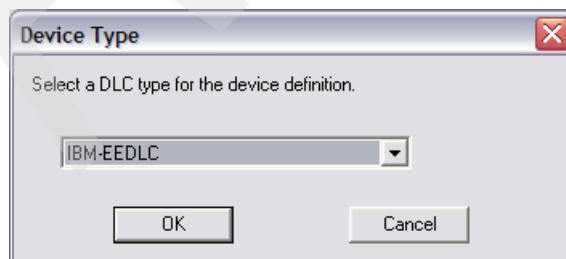 Device Type
Select a DLC type for the device definition.
IBM-EEDLC
OK Cancel